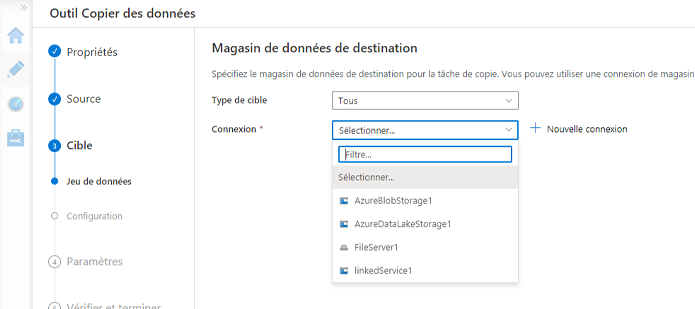 Outil Copier des données
Propriétés
Source
3 Cible
Jeu de données
Configuration
4 Paramètres
5 Vérifier et terminer
Magasin de données de destination
Spécifiez le magasin de données de destination pour la tâche de copie. Vous pouvez utiliser une connexion de magasin
Type de cible Tous
Connexion * Sélectionner... Nouvelle connexion
Filtre...
Sélectionner...
AzureBlobStorage1
AzureDataLakeStorage1
FileServer1
linkedService1